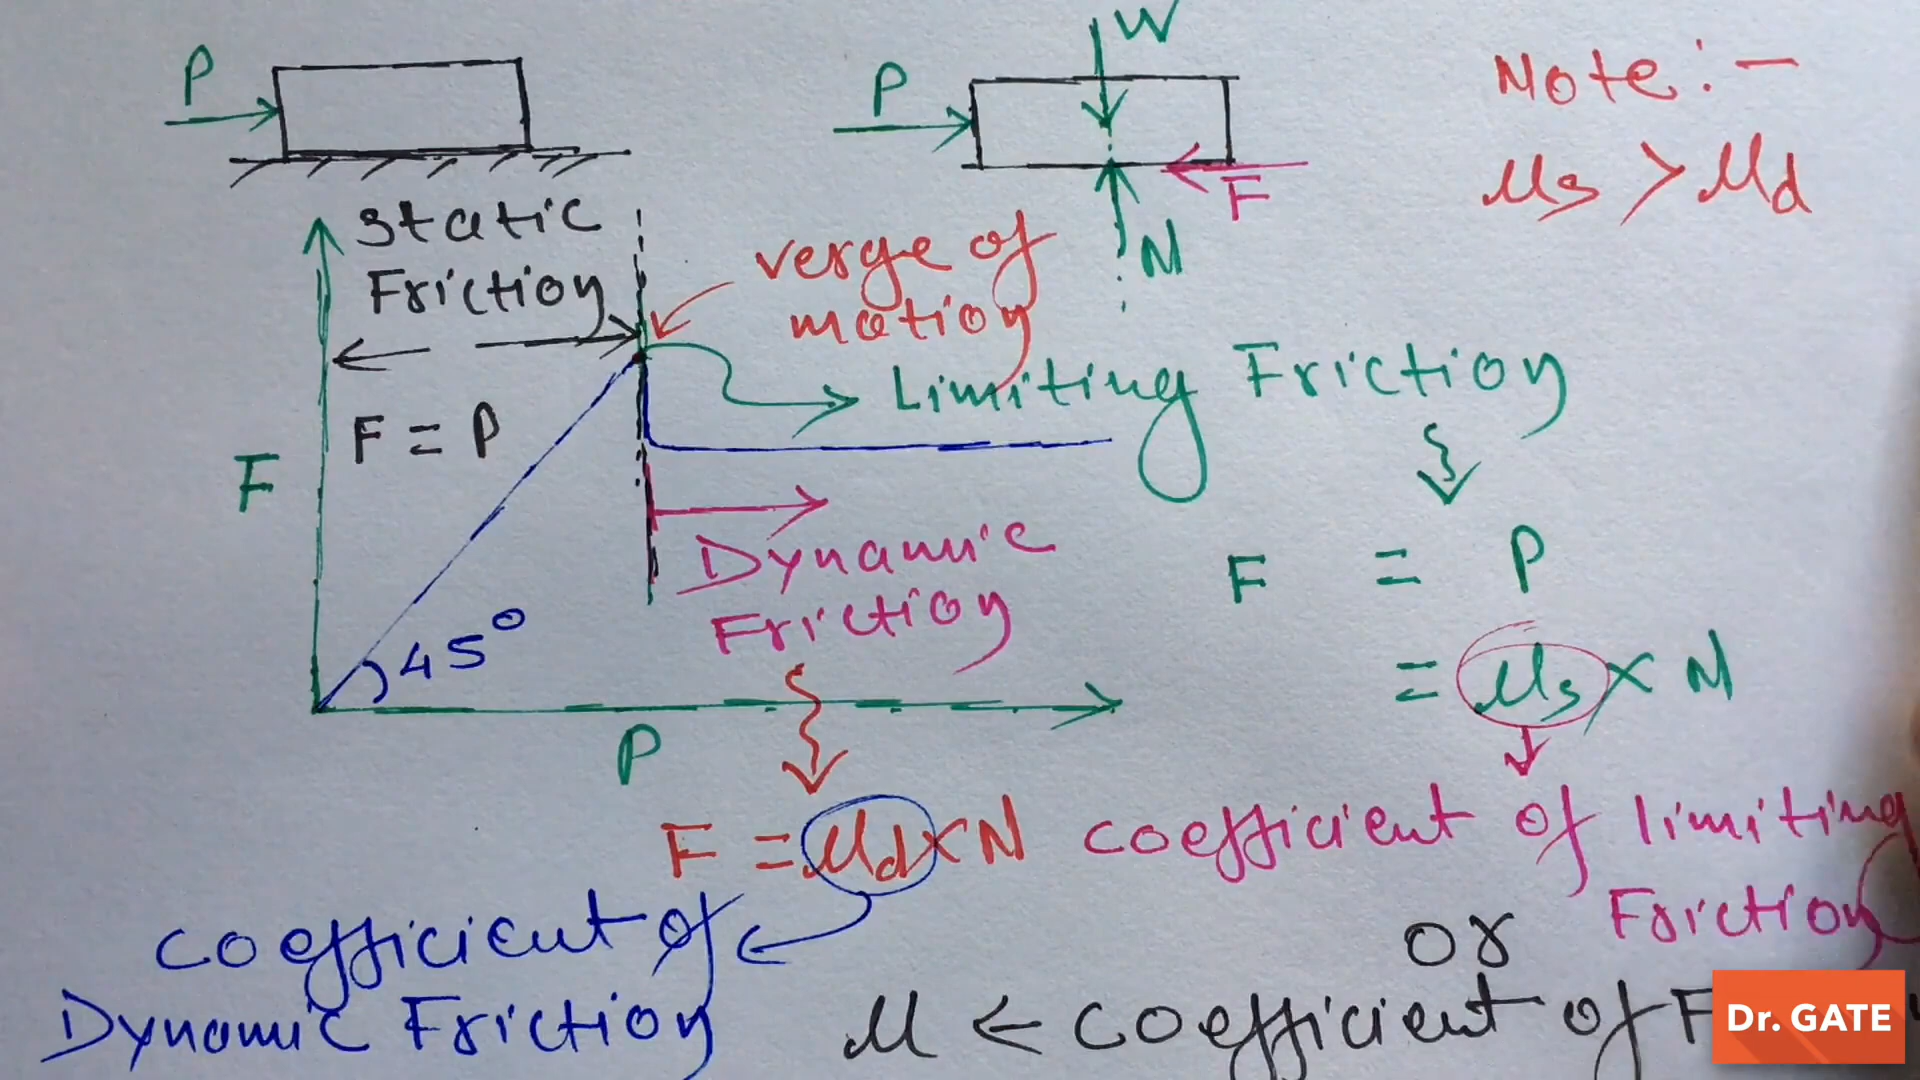 P
P
W
F
N
Note:-
μs > μd
Static
Friction
F = P
verge of
motion
Limiting Friction
F
45°
P
Dynamic
Friction
F = P
= μs × N
F = μd × N
coefficient of limiting
Friction
or
coefficient of
Dynamic Friction
μ ← coefficient of F
Dr. GATE